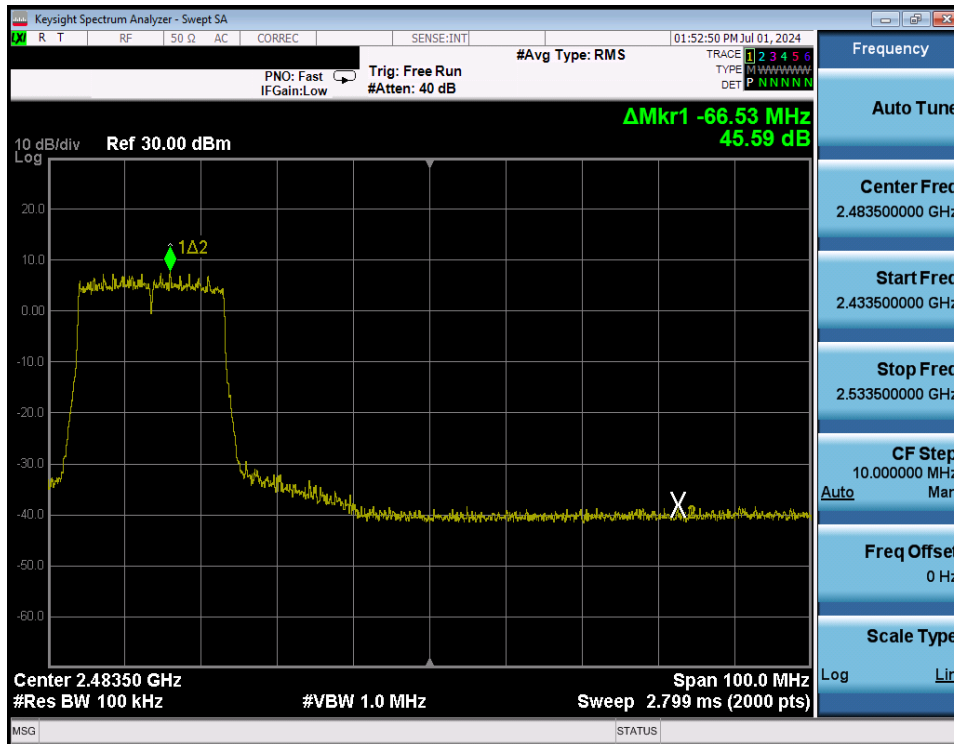 Keysight Spectrum Analyzer - Swept SA
LXI R T RF 50 Ω AC CORREC SENSE:INT 01:52:50 PM Jul 01, 2024
#Avg Type: RMS
TRACE 1 2 3 4 5 6
TYPE M W W W W W
DET P N N N N N
PNO: Fast
IFGain:Low
Trig: Free Run
#Atten: 40 dB
ΔMkr1 -66.53 MHz
45.59 dB
10 dB/div
Log
Ref 30.00 dBm
20.0
10.0
0.00
-10.0
-20.0
-30.0
-40.0
-50.0
-60.0
1Δ2
X2
Center 2.48350 GHz
#Res BW 100 kHz
#VBW 1.0 MHz
Span 100.0 MHz
Sweep 2.799 ms (2000 pts)
MSG
STATUS
Frequency
Auto Tune
Center Freq
2.483500000 GHz
Start Freq
2.433500000 GHz
Stop Freq
2.533500000 GHz
CF Step
10.000000 MHz
Auto Man
Freq Offset
0 Hz
Scale Type
Log Lin